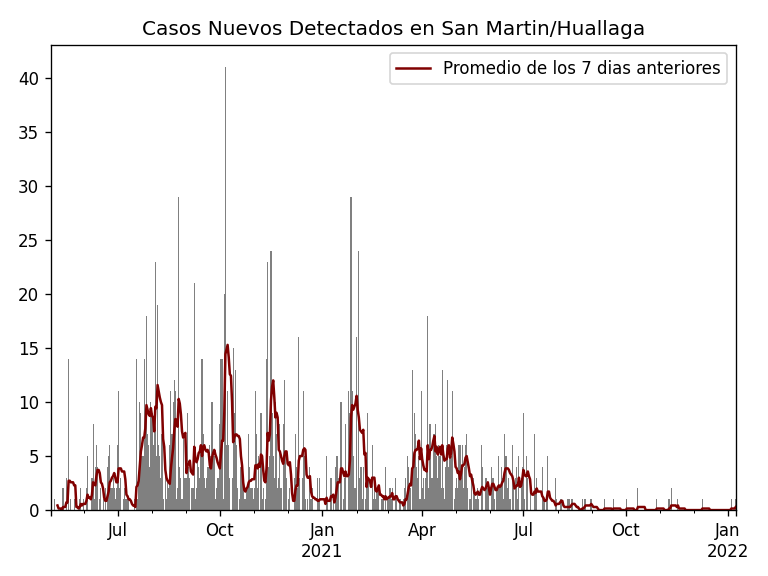 Casos Nuevos Detectados en San Martin/Huallaga
Promedio de los 7 dias anteriores
40
35
30
25
20
15
10
5
0
Jul
Oct
Jan
2021
Apr
Jul
Oct
Jan
2022